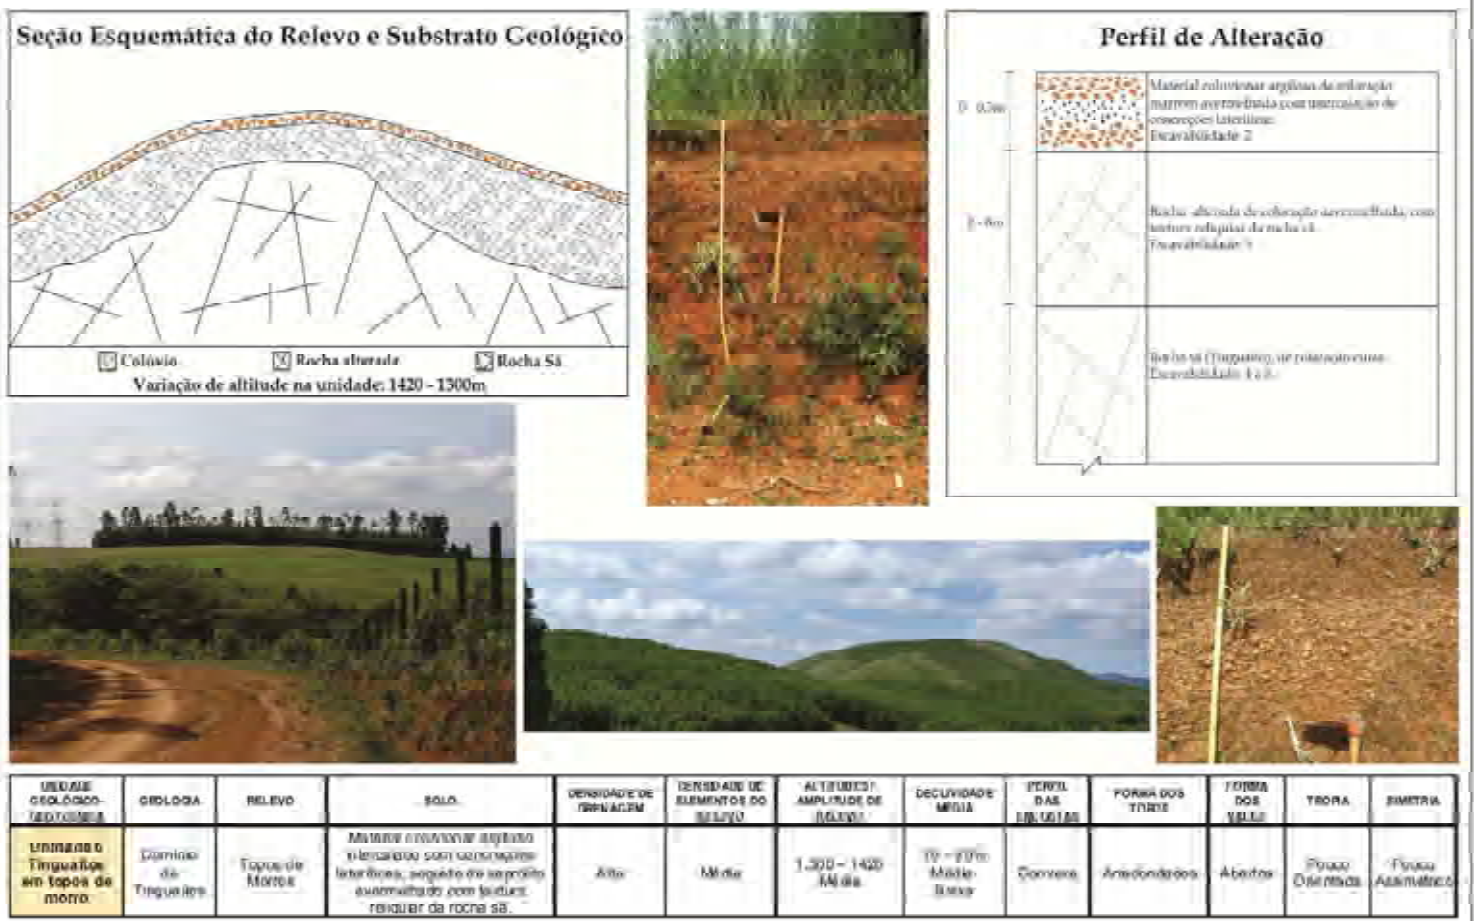 Seção Esquemática do Relevo e Substrato Geológico
Colúvio
Rocha alterada
Rocha Sã
Variação de altitude na unidade: 1420 - 1300m
Perfil de Alteração
Material coluvionar argiloso de coloração
marrom avermelhada com intercalação de
concreções lateríticas.
Escavabilidade 2
Rocha alterada de coloração avermelhada, com
textura reliquiar da rocha sã.
Escavabilidade
Rocha sã (Tinguaíto), de coloração
Escavabilidade
UNIDADE
GEOLÓGICO-
GEOTÉCNICA
GEOLOGIA
RELEVO
SOLO
DENSIDADE DE
DRENAGEM
DENSIDADE DE
ELEMENTOS DO
RELEVO
ALTITUDES /
AMPLITUDE DE
RELEVO
DECLIVIDADE
MÉDIA
PERFIL
DAS
ENCOSTAS
FORMA DOS
TOPOS
FORMA
DOS
VALES
TROPIA
SIMETRIA
Unidade 6
Tinguaítos
em topos de
morro.
Domínio
de
Tinguaítos
Topos de
Morros
Material coluvionar argiloso
intercalado com concreções
lateríticas, seguido de saprolito
avermelhado com textura
reliquiar da rocha sã.
Alta
Média
1.300 – 1420
Média
Média
Baixa
Convexo
Arredondados
Abertos
Pouco
Orientada
Pouco
Assimétrico